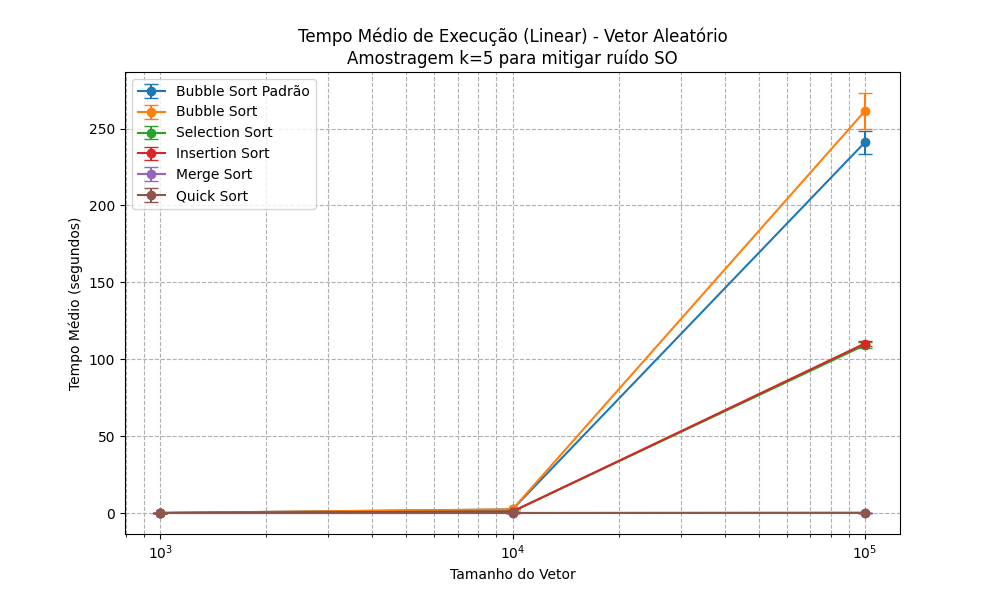 Tempo Médio de Execução (Linear) - Vetor Aleatório
Amostragem k=5 para mitigar ruído SO
Bubble Sort Padrão
Bubble Sort
Selection Sort
Insertion Sort
Merge Sort
Quick Sort
Tempo Médio (segundos)
250
200
150
100
50
0
10³
10⁴
10⁵
Tamanho do Vetor